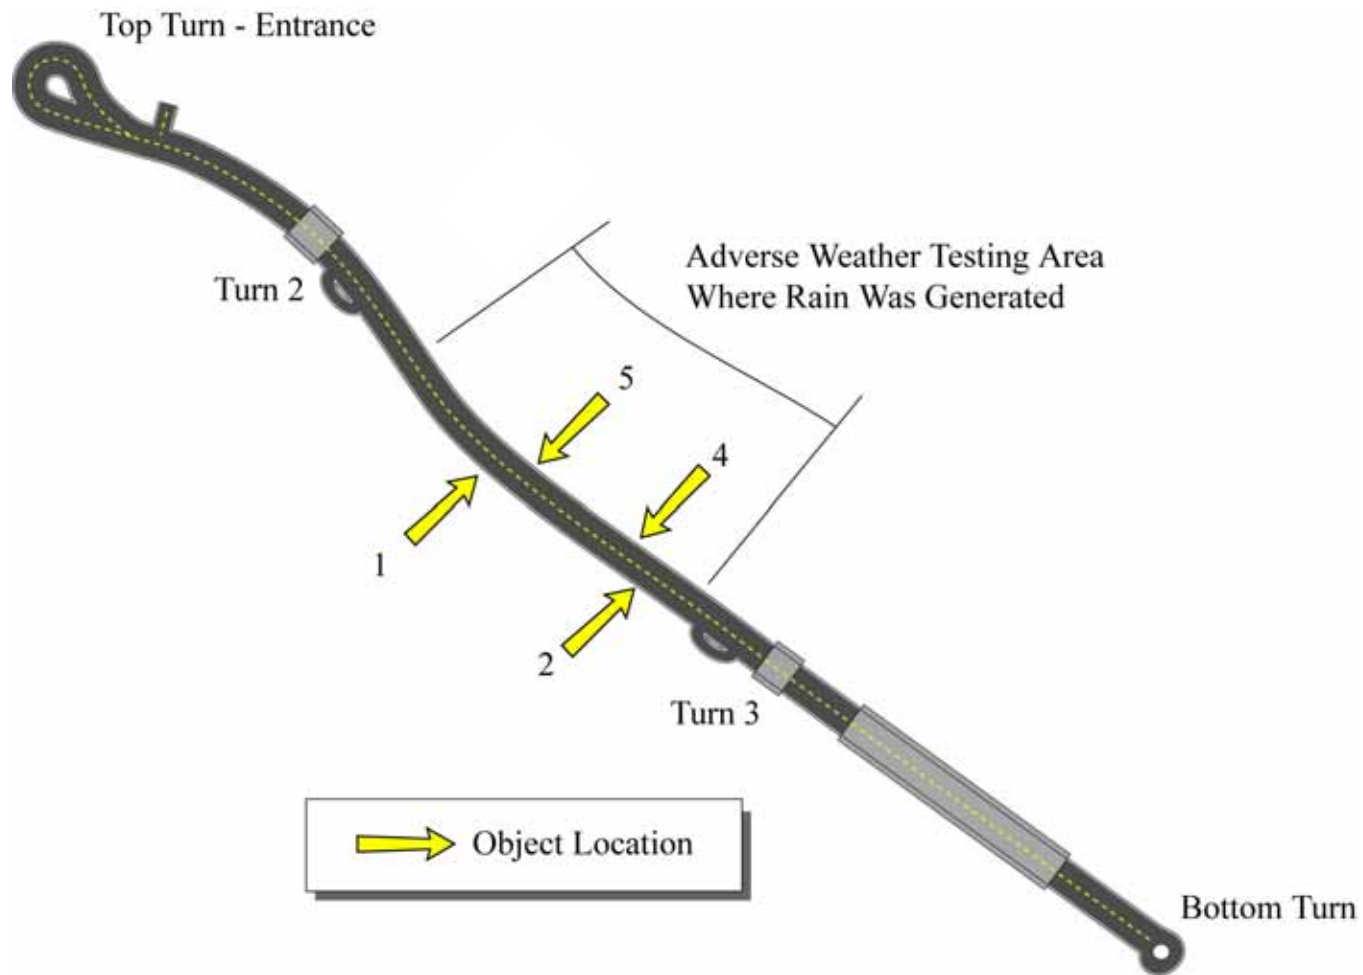 Top Turn - Entrance
Turn 2
Adverse Weather Testing Area
Where Rain Was Generated
5
4
1
2
Turn 3
Object Location
Bottom Turn